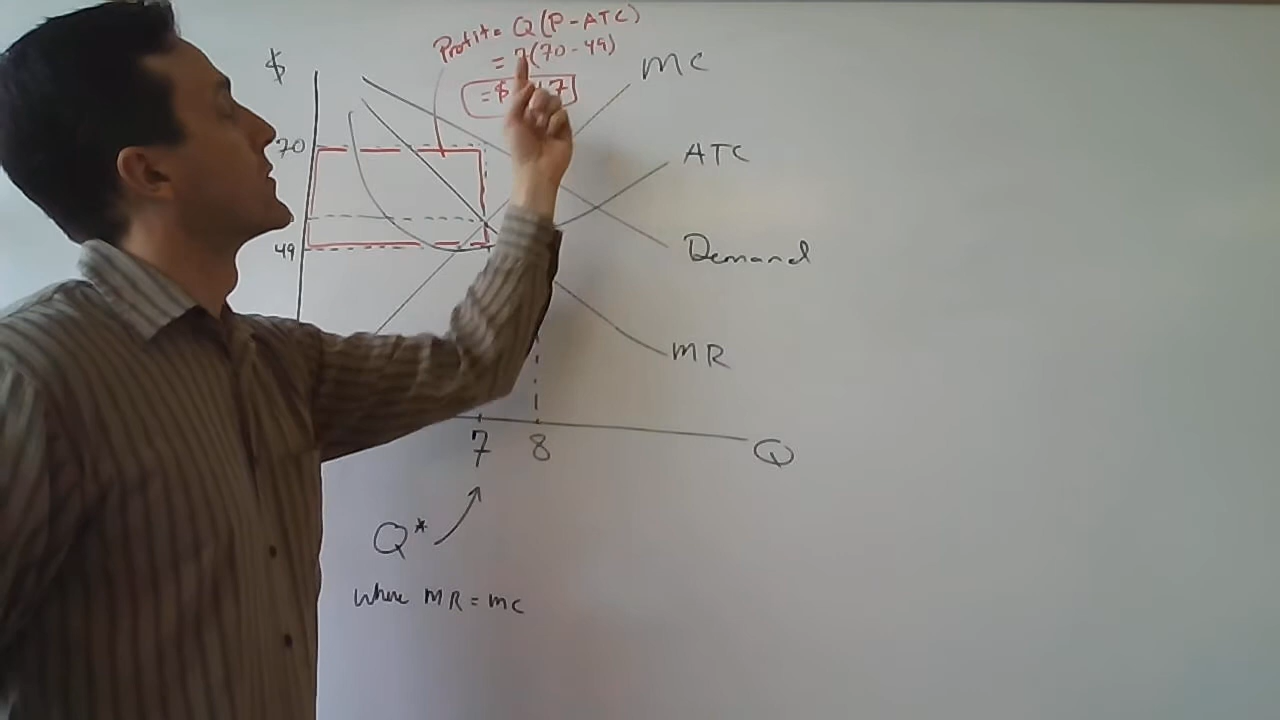 Profit = Q(P-ATC)
= 7(70-49)
$
MC
70
ATC
49
Demand
MR
7 8
Q
Q*
where MR = MC